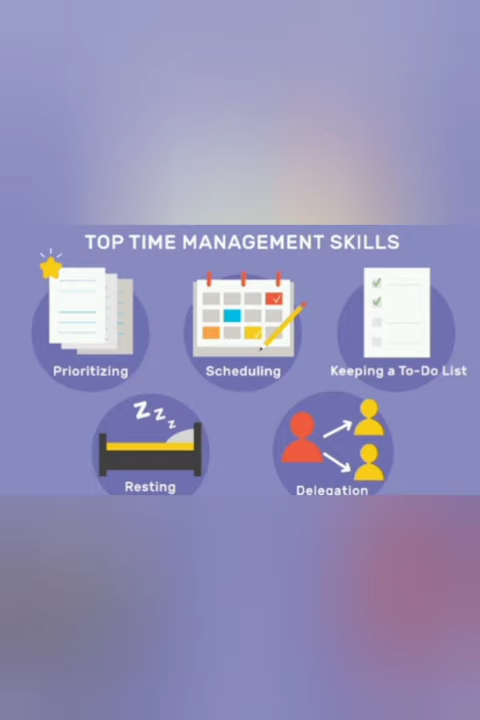 TOP TIME MANAGEMENT SKILLS
Prioritizing
Scheduling
Keeping a To-Do List
Resting
Delegation